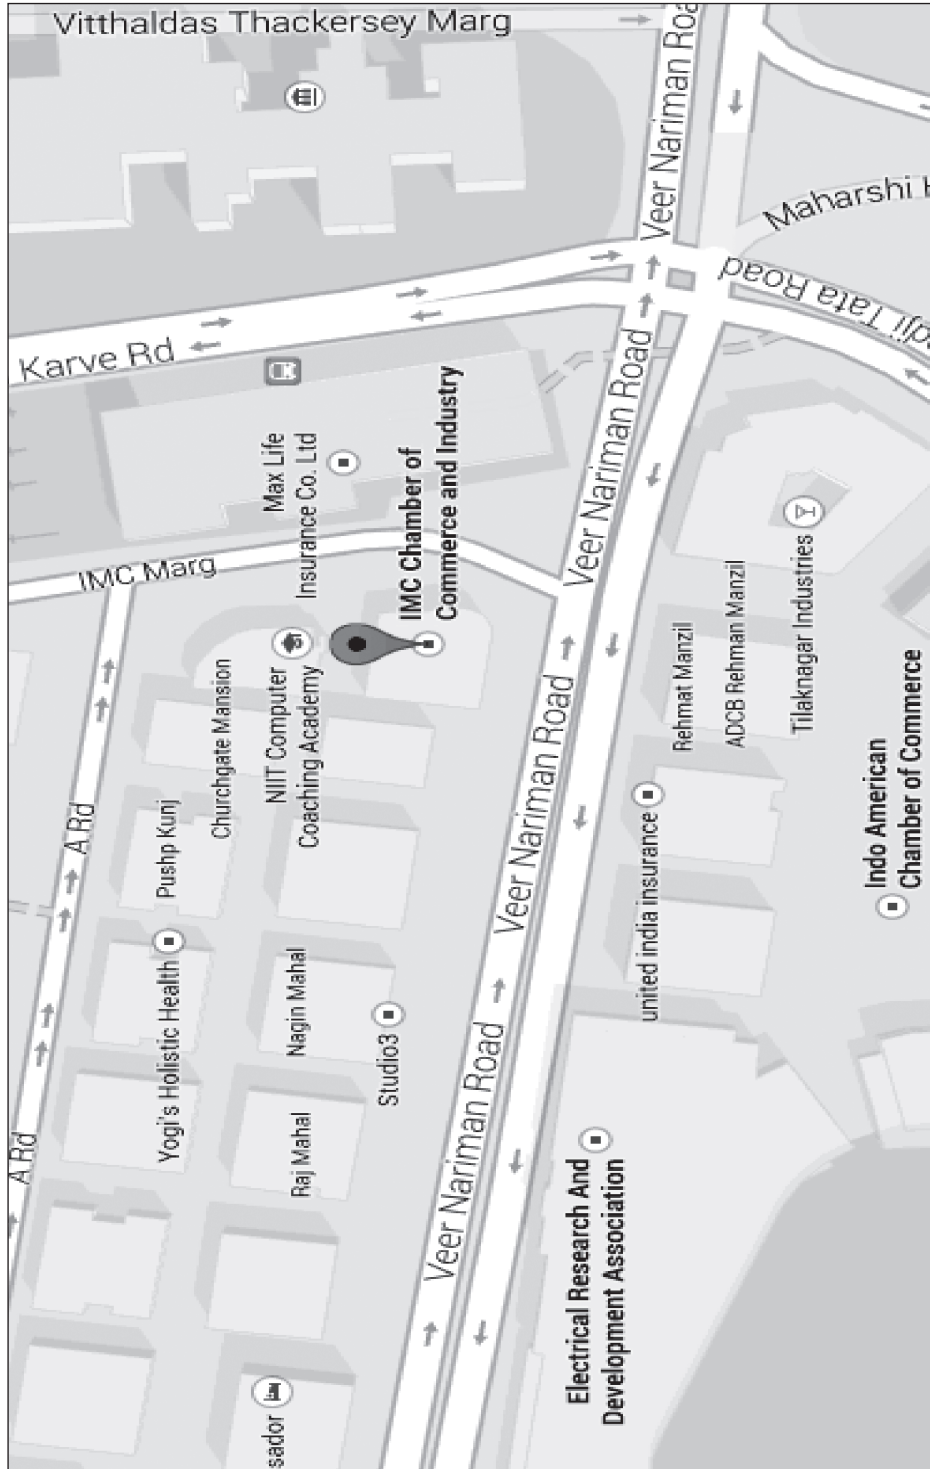 Vitthaldas Thackersey Marg
Veer Nariman Roa
Maharshi
Karve Rd
Tata Road
Max Life
Insurance Co. Ltd
IMC Chamber of
Commerce and Industry
Veer Nariman Road
IMC Marg
Churchgate Mansion
NIIT Computer
Coaching Academy
Rehmat Manzil
ADCB Rehman Manzil
Tilaknagar Industries
A Rd
Pushp Kunj
Veer Nariman Road
united india insurance
Indo American
Chamber of Commerce
Yogi's Holistic Health
Nagin Mahal
Studio3
A Rd
Raj Mahal
Veer Nariman Road
Electrical Research And
Development Association
sador